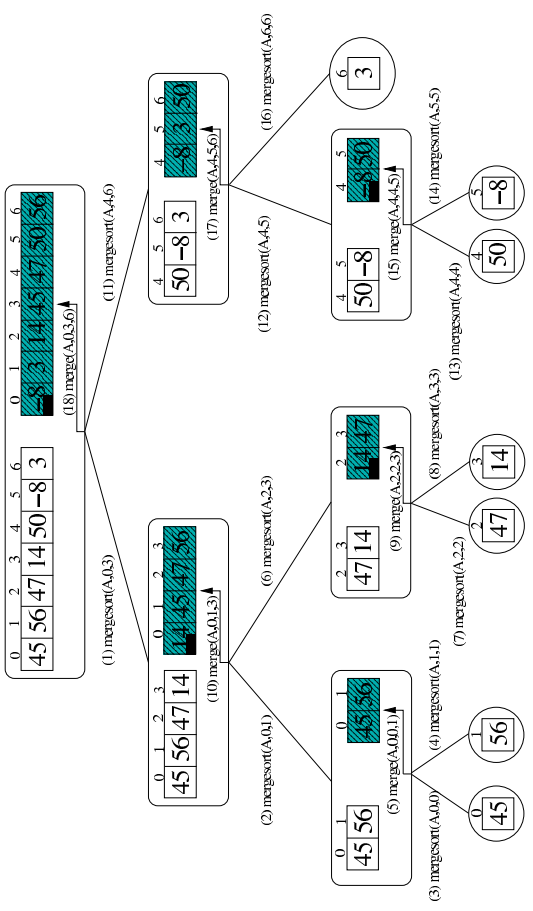 0 1 2 3 4 5 6
45 56 47 14 50 −8 3
0 1 2 3 4 5 6
−8 3 14 45 47 50 56
(18) merge(A,0,3,6)
(1) mergesort(A,0,3)
(11) mergesort(A,4,6)
0 1 2 3
45 56 47 14
0 1 2 3
14 45 47 56
(10) merge(A,0,1,3)
4 5 6
50 −8 3
4 5 6
−8 3 50
(17) merge(A,4,5,6)
(2) mergesort(A,0,1)
(6) mergesort(A,2,3)
(12) mergesort(A,4,5)
(16) mergesort(A,6,6)
0 1
45 56
0 1
45 56
(5) merge(A,0,0,1)
2 3
47 14
2 3
14 47
(9) merge(A,2,2,3)
4 5
50 −8
4 5
−8 50
(15) merge(A,4,4,5)
6
3
(3) mergesort(A,0,0)
(4) mergesort(A,1,1)
(7) mergesort(A,2,2)
(8) mergesort(A,3,3)
(13) mergesort(A,4,4)
(14) mergesort(A,5,5)
0
45
1
56
2
47
3
14
4
50
5
−8